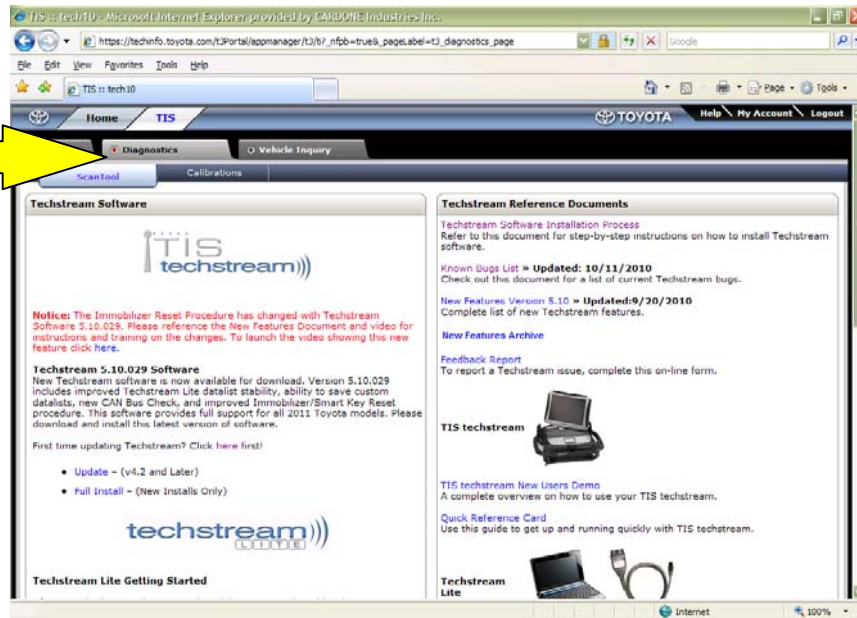 TIS :: tech10 - Microsoft Internet Explorer provided by CARDONE Industries Inc.
https://techinfo.toyota.com/t3Portal/appmanager/t3/ti?_nfpb=true&_pageLabel=t3_diagnostics_page
Google
File Edit View Favorites Tools Help
TIS :: tech10
Page Tools
Home TIS
TOYOTA Help My Account Logout
Diagnostics Vehicle Inquiry
ScanTool Calibrations
Techstream Software
TIS
techstream
Notice: The Immobilizer Reset Procedure has changed with Techstream
Software 5.10.029. Please reference the New Features Document and video for
instructions and training on the changes. To launch the video showing this new
feature click here.
Techstream 5.10.029 Software
New Techstream software is now available for download. Version 5.10.029
includes improved Techstream Lite datalist stability, ability to save custom
datalists, new CAN Bus Check, and improved Immobilizer/Smart Key Reset
procedure. This software provides full support for all 2011 Toyota models. Please
download and install this latest version of software.
First time updating Techstream? Click here first!
• Update – (v4.2 and Later)
• Full Install – (New Installs Only)
techstream
LITE
Techstream Lite Getting Started
Techstream Reference Documents
Techstream Software Installation Process
Refer to this document for step-by-step instructions on how to install Techstream
software.
Known Bugs List » Updated: 10/11/2010
Check out this document for a list of current Techstream bugs.
New Features Version 5.10 » Updated:9/20/2010
Complete list of new Techstream features.
New Features Archive
Feedback Report
To report a Techstream issue, complete this on-line form.
TIS techstream
TIS techstream New Users Demo
A complete overview on how to use your TIS techstream.
Quick Reference Card
Use this guide to get up and running quickly with TIS techstream.
Techstream
Lite
Internet 100%